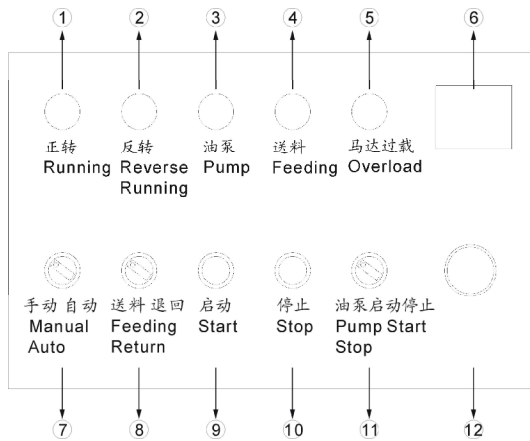 ① ② ③ ④ ⑤ ⑥
正转 反转 油泵 送料 马达过载
Running Reverse Pump Feeding Overload
Running
手动 自动 送料 退回 启动 停止 油泵启动停止
Manual Feeding Start Stop Pump Start
Auto Return Stop
⑦ ⑧ ⑨ ⑩ ⑪ ⑫